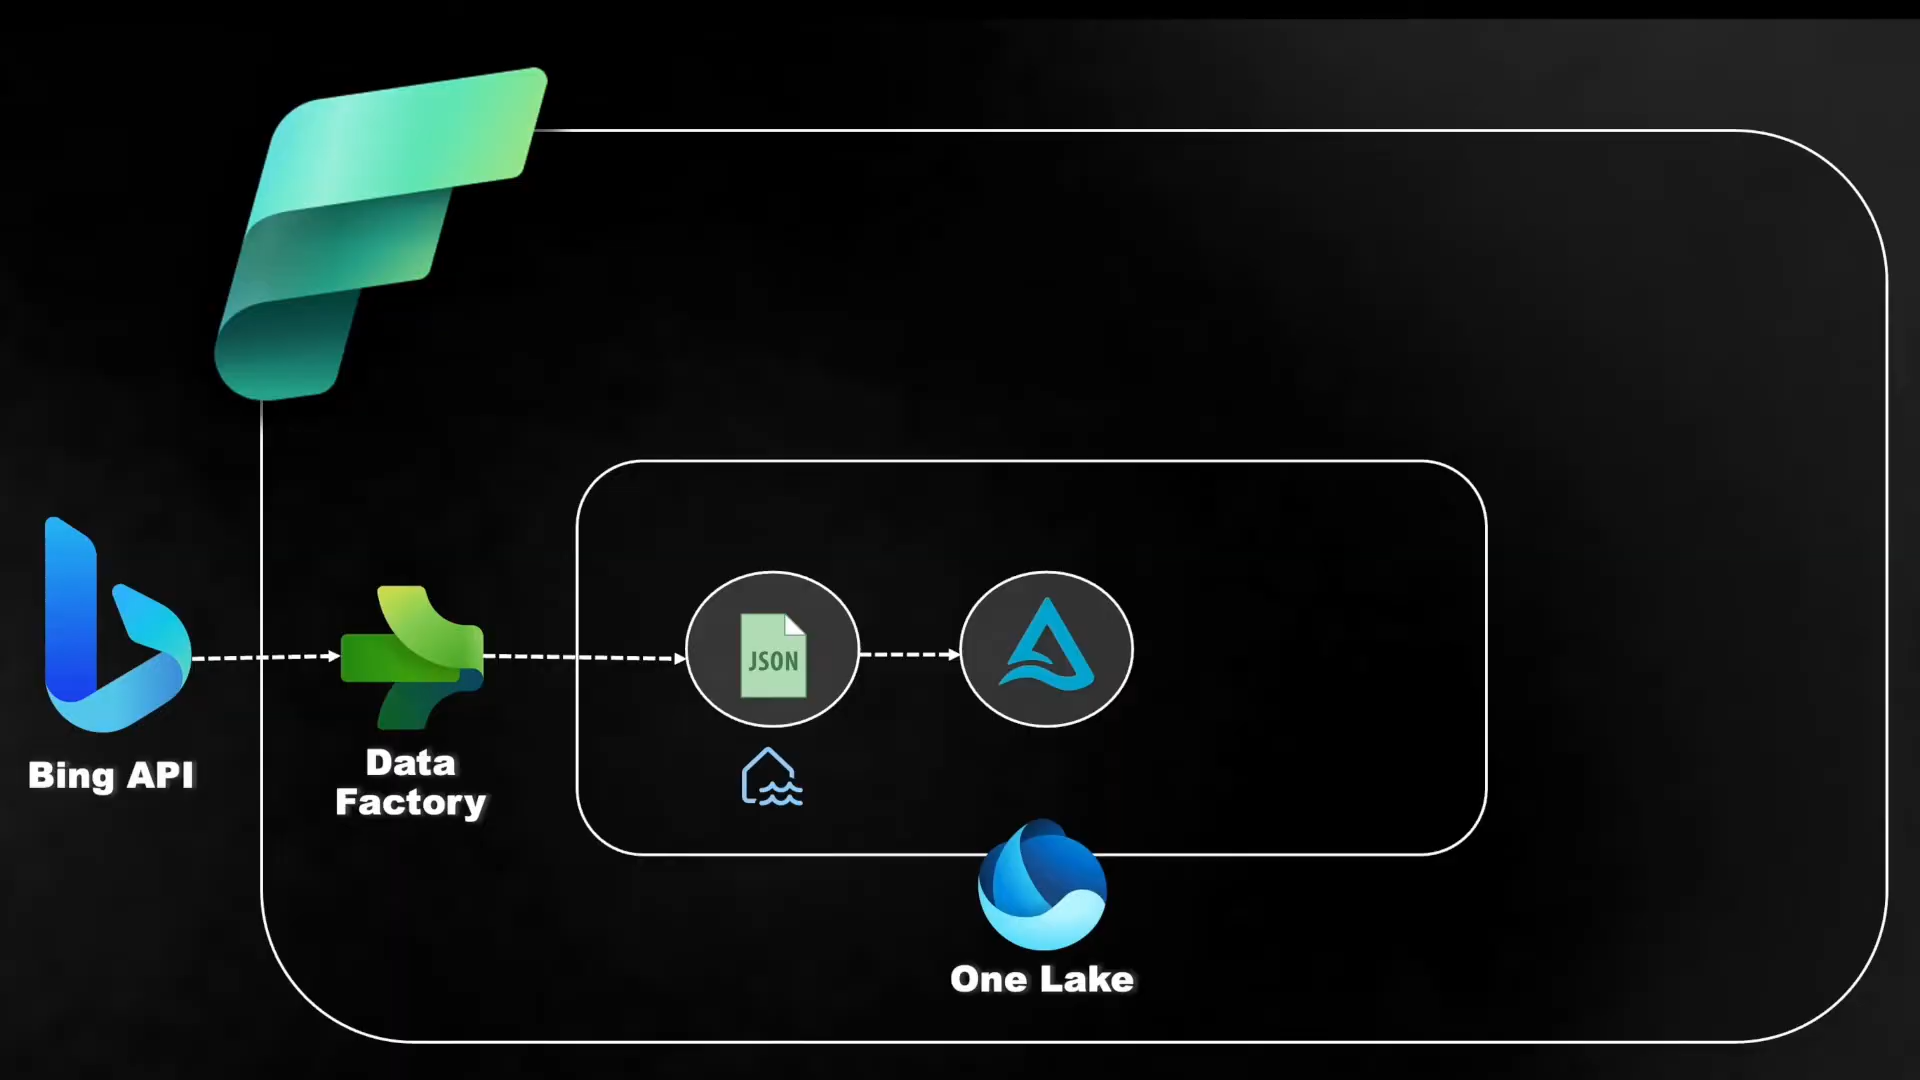 JSON
Bing API
Data
Factory
One Lake